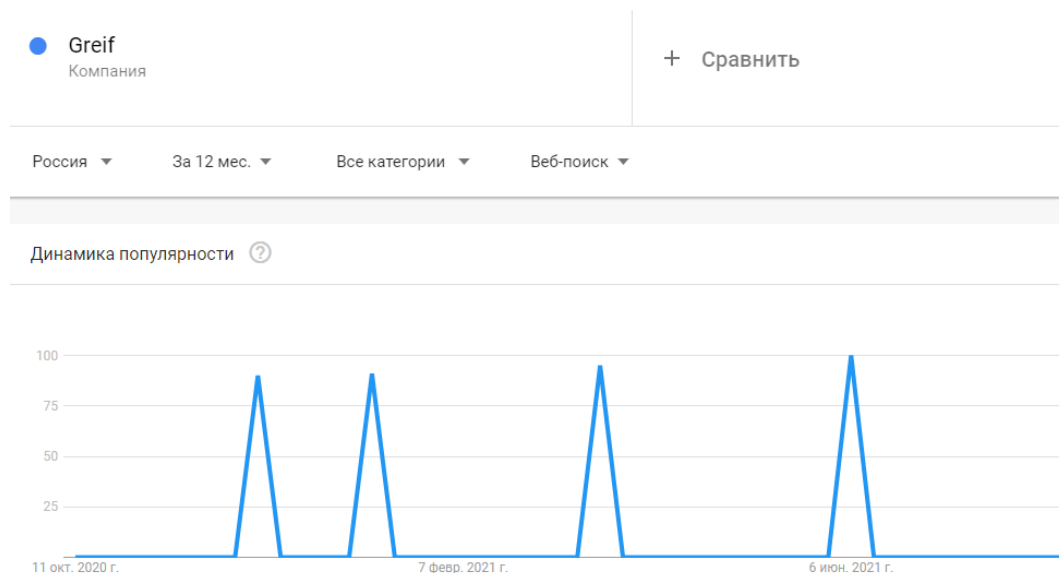 Greif
Компания
+ Сравнить
Россия
За 12 мес.
Все категории
Веб-поиск
Динамика популярности ?
100
75
50
25
11 окт. 2020 г.
7 февр. 2021 г.
6 июн. 2021 г.